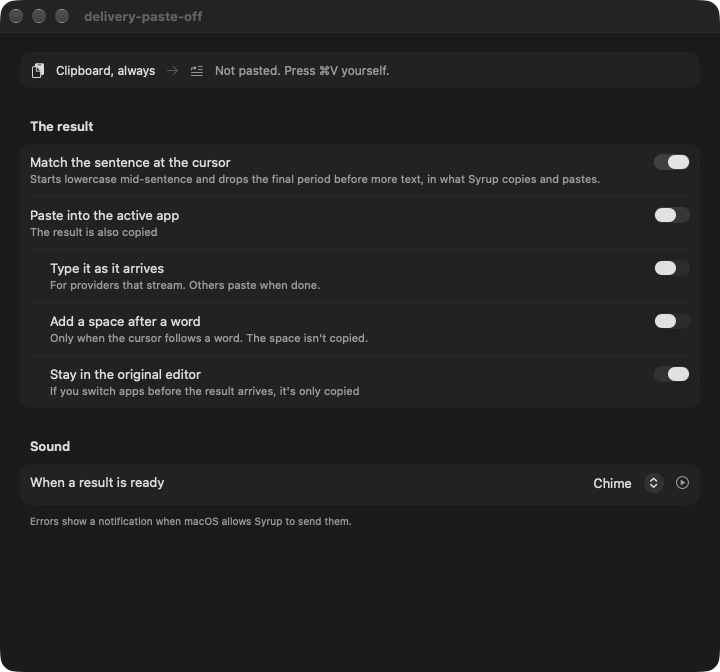 delivery-paste-off
Clipboard, always → Not pasted. Press ⌘V yourself.
The result
Match the sentence at the cursor
Starts lowercase mid-sentence and drops the final period before more text, in what Syrup copies and pastes.
Paste into the active app
The result is also copied
Type it as it arrives
For providers that stream. Others paste when done.
Add a space after a word
Only when the cursor follows a word. The space isn't copied.
Stay in the original editor
If you switch apps before the result arrives, it's only copied
Sound
When a result is ready Chime
Errors show a notification when macOS allows Syrup to send them.